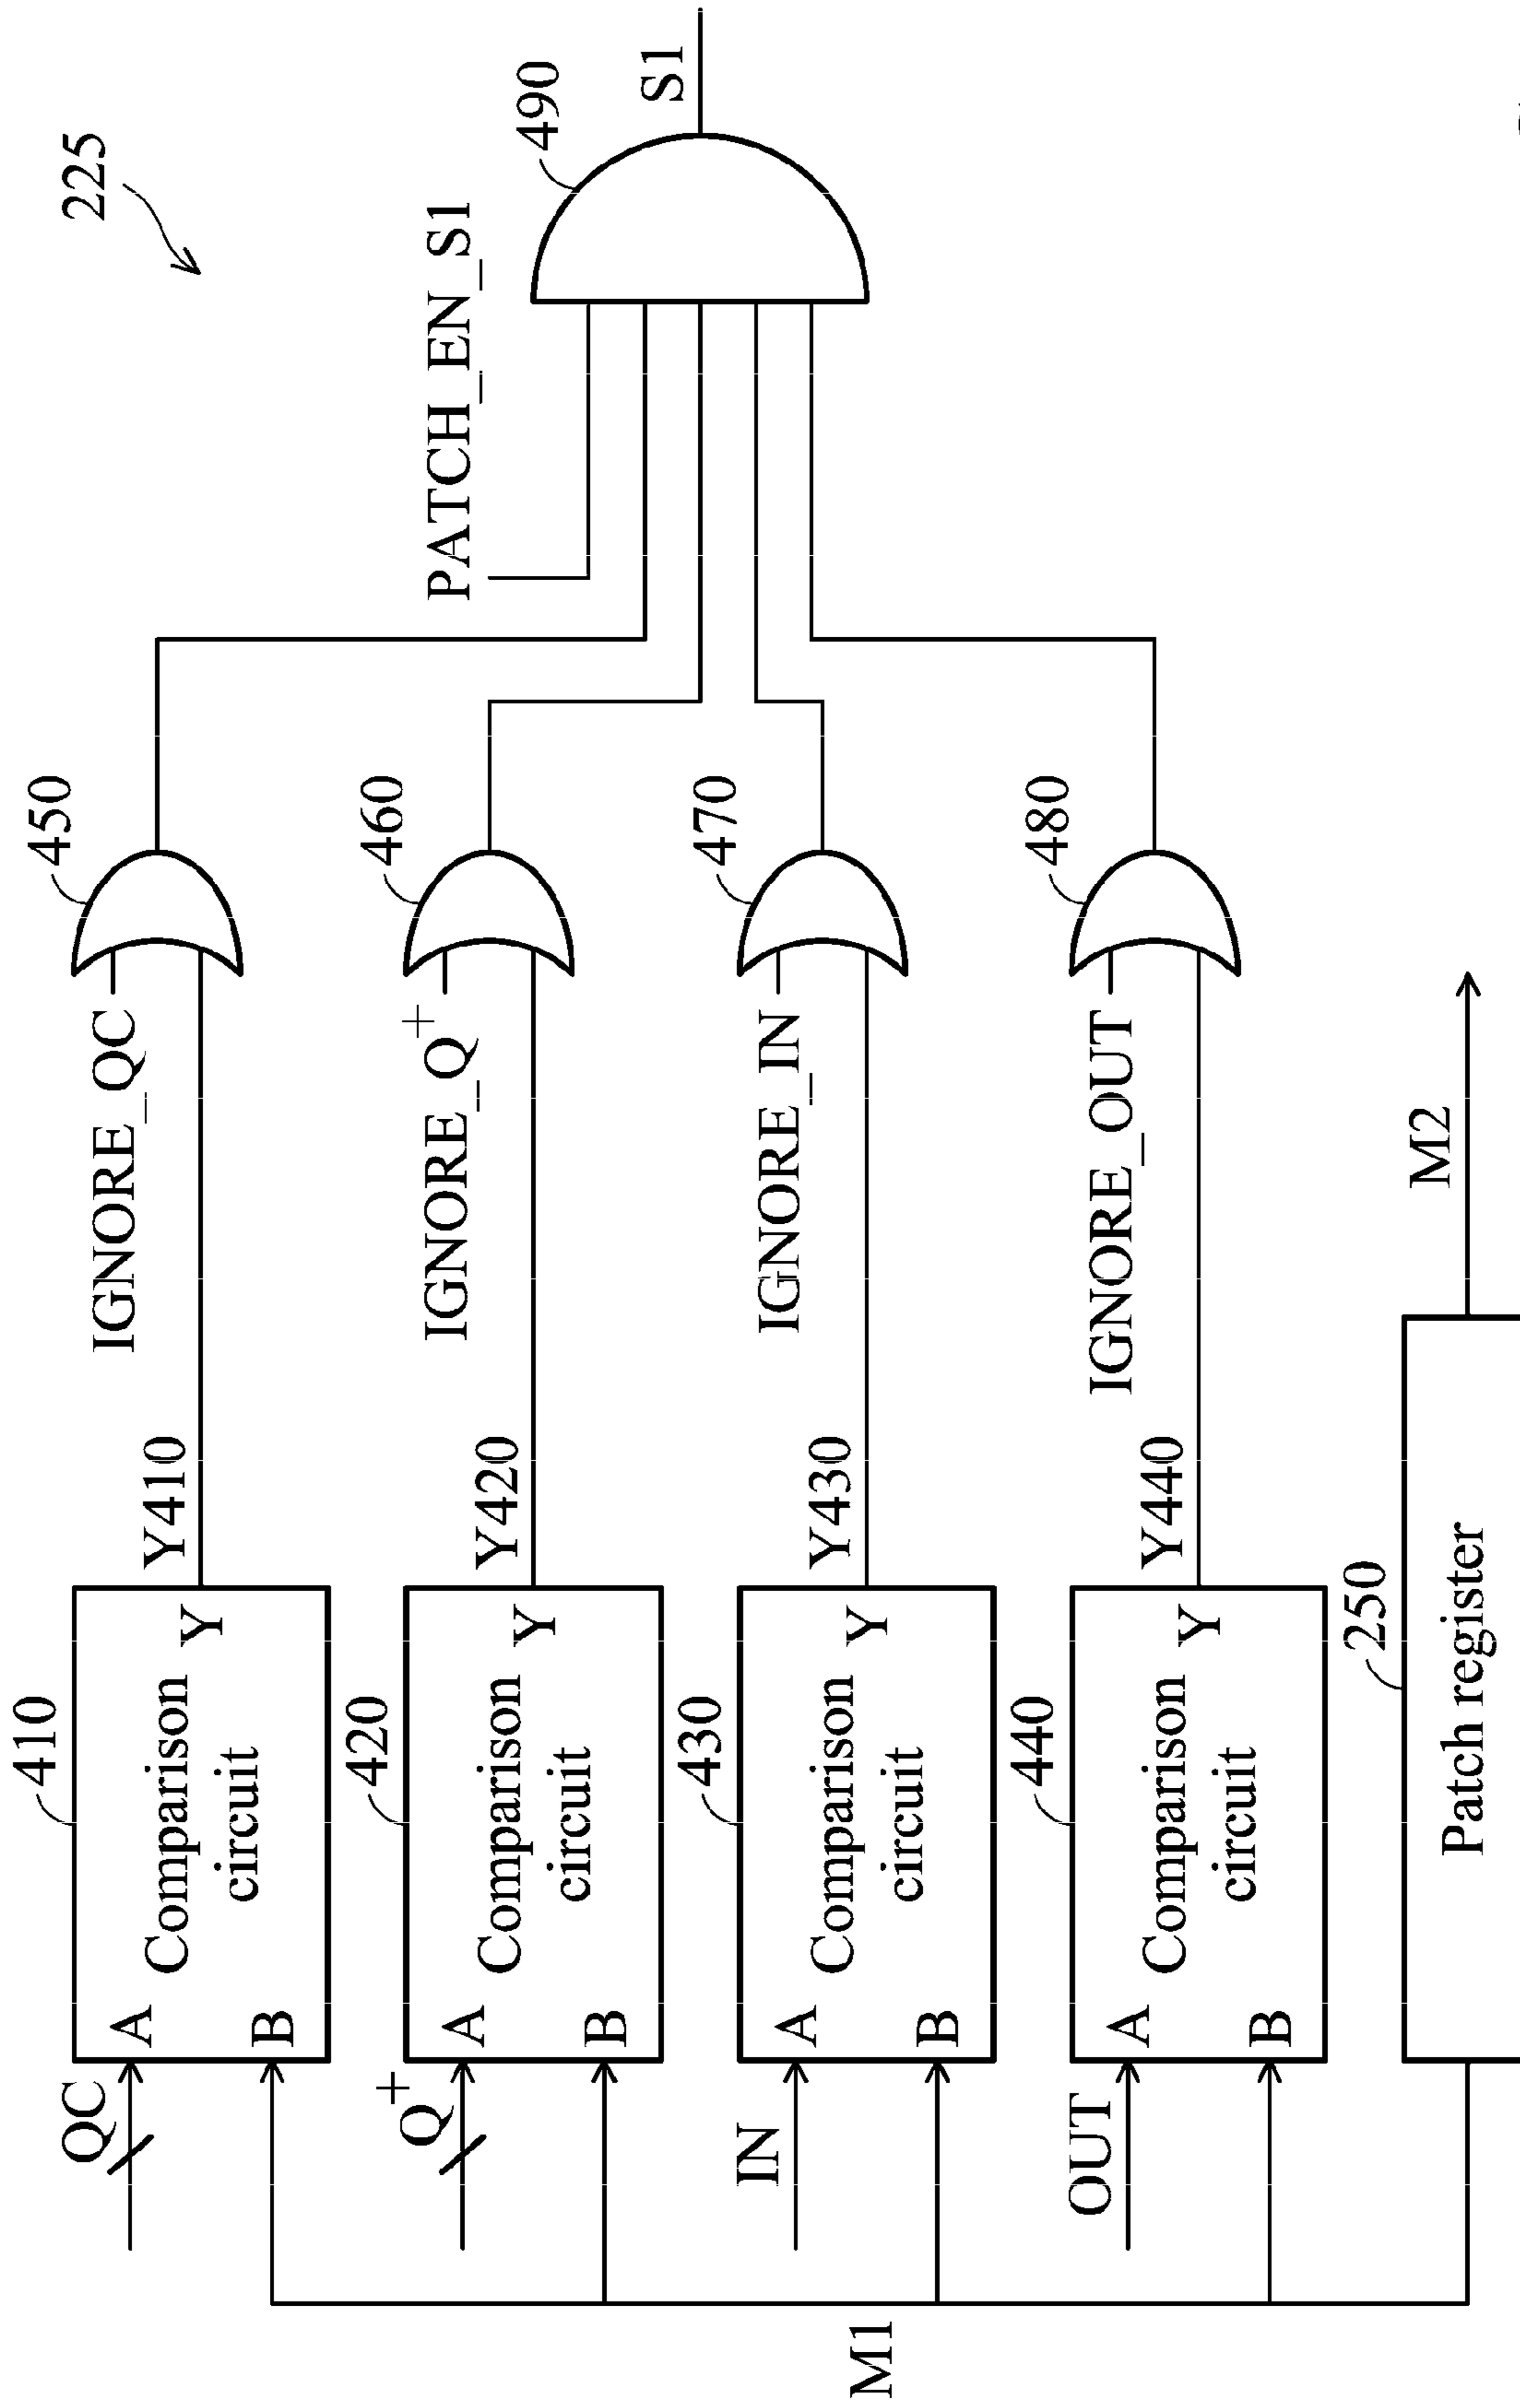 225
410
QC
A
B
Comparison
circuit
Y
Y410
IGNORE_QC
450
420
Q+
A
B
Comparison
circuit
Y
Y420
IGNORE_Q+
460
PATCH_EN_S1
490
S1
430
IN
A
B
Comparison
circuit
Y
Y430
IGNORE_IN
470
440
OUT
A
B
Comparison
circuit
Y
Y440
IGNORE_OUT
480
M1
250
Patch register
M2